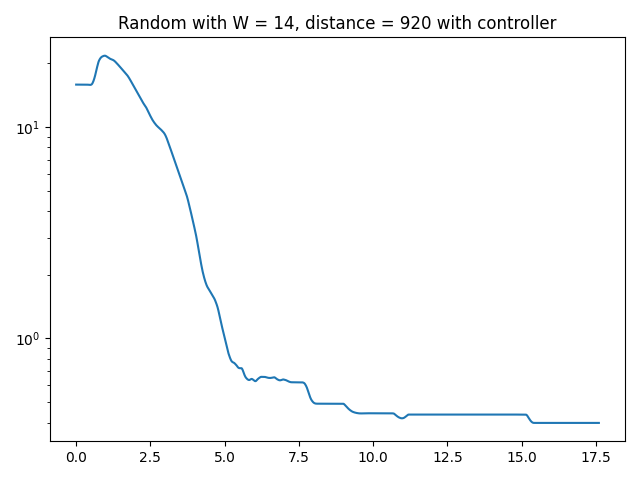 Random with W = 14, distance = 920 with controller
10¹
10⁰
0.0 2.5 5.0 7.5 10.0 12.5 15.0 17.5